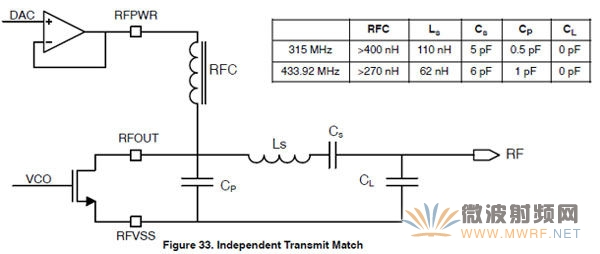 DAC
RFPWR
RFC
RFOUT
Ls
Cs
RF
VCO
CP
CL
RFVSS
RFC Ls Cs CP CL
315 MHz >400 nH 110 nH 5 pF 0.5 pF 0 pF
433.92 MHz >270 nH 62 nH 6 pF 1 pF 0 pF
微波射频网
WWW.MWRF.NET
Figure 33. Independent Transmit Match